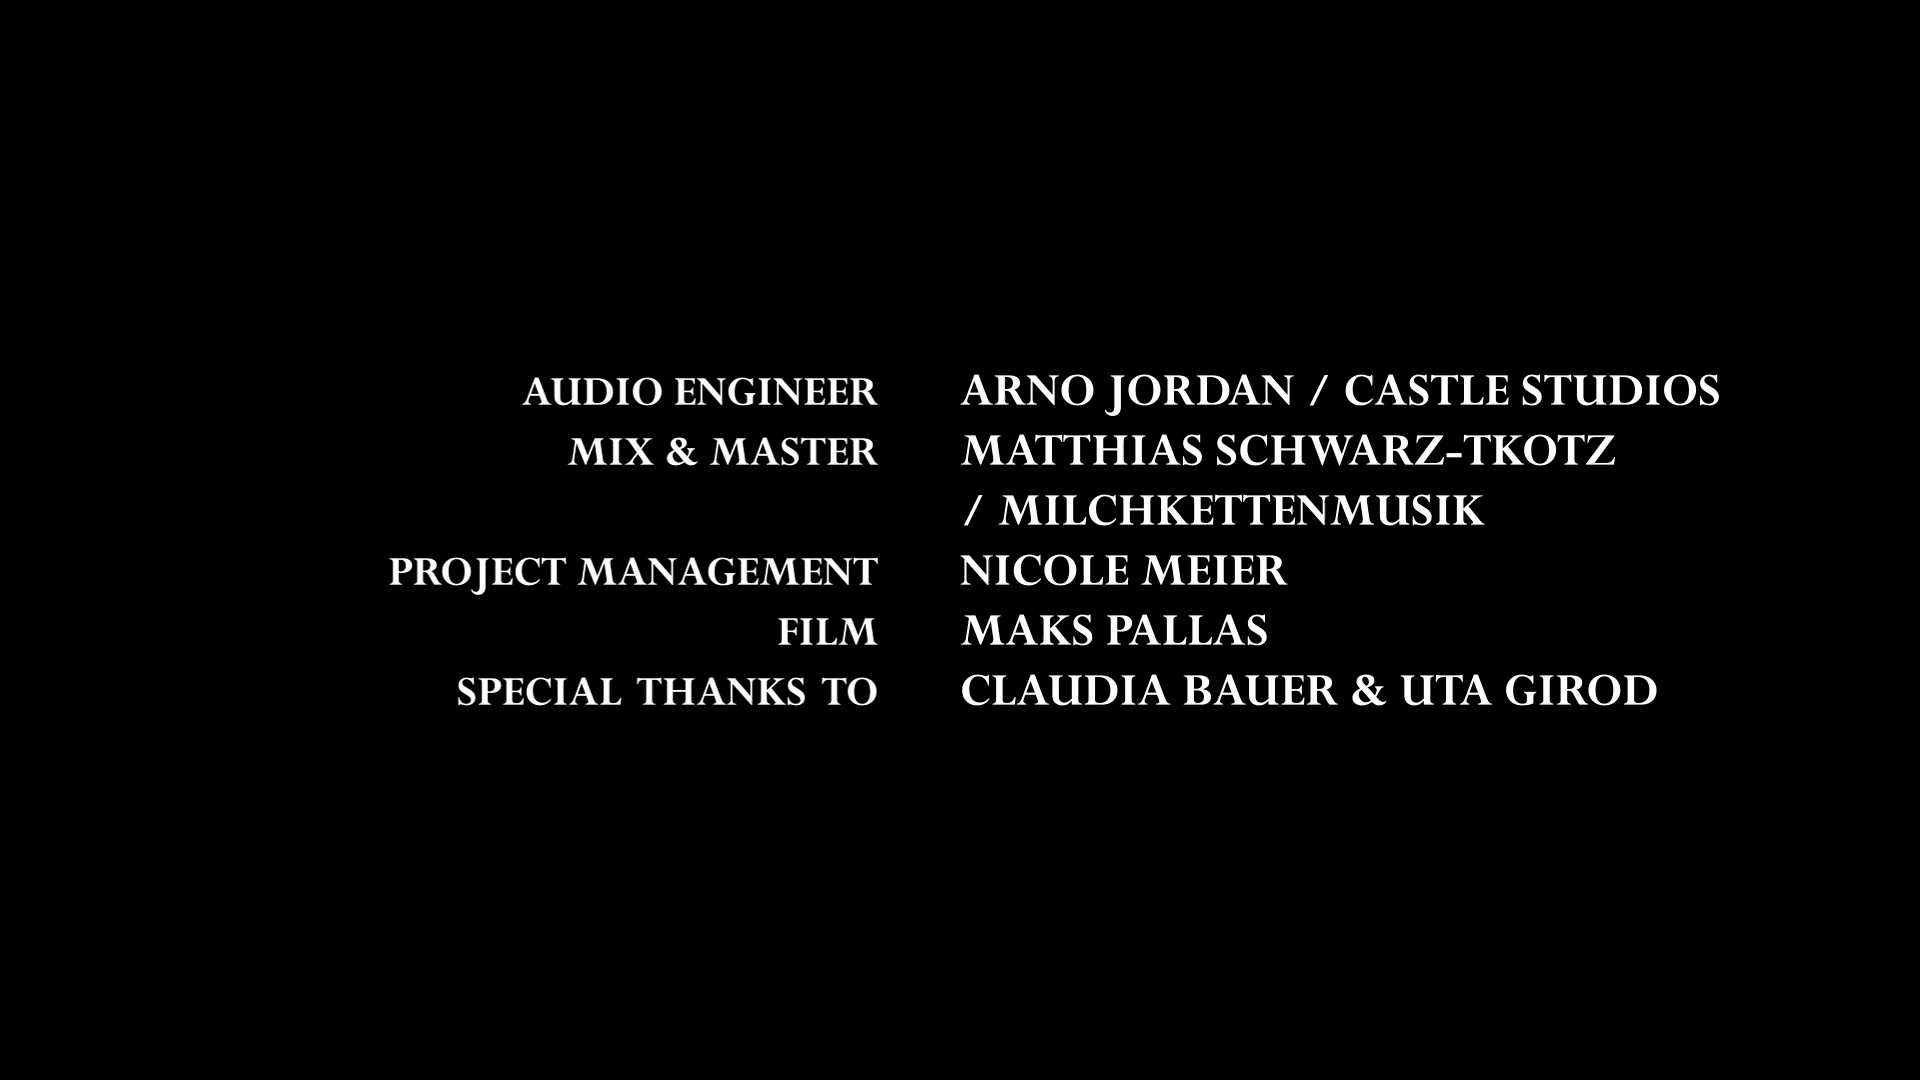 AUDIO ENGINEER ARNO JORDAN / CASTLE STUDIOS
MIX & MASTER MATTHIAS SCHWARZ-TKOTZ
/ MILCHKETTENMUSIK
PROJECT MANAGEMENT NICOLE MEIER
FILM MAKS PALLAS
SPECIAL THANKS TO CLAUDIA BAUER & UTA GIROD